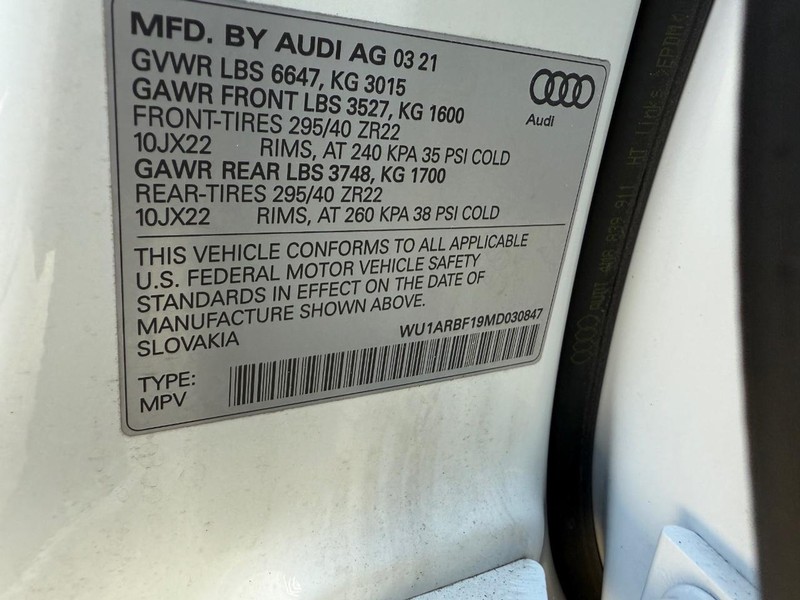 MFD. BY AUDI AG 03 21
GVWR LBS 6647, KG 3015
GAWR FRONT LBS 3527, KG 1600
FRONT-TIRES 295/40 ZR22
10JX22 RIMS, AT 240 KPA 35 PSI COLD
GAWR REAR LBS 3748, KG 1700
REAR-TIRES 295/40 ZR22
10JX22 RIMS, AT 260 KPA 38 PSI COLD
Audi
THIS VEHICLE CONFORMS TO ALL APPLICABLE
U.S. FEDERAL MOTOR VEHICLE SAFETY
STANDARDS IN EFFECT ON THE DATE OF
MANUFACTURE SHOWN ABOVE.
SLOVAKIA
WU1ARBF19MD030847
TYPE:
MPV
HT links >EPDM<